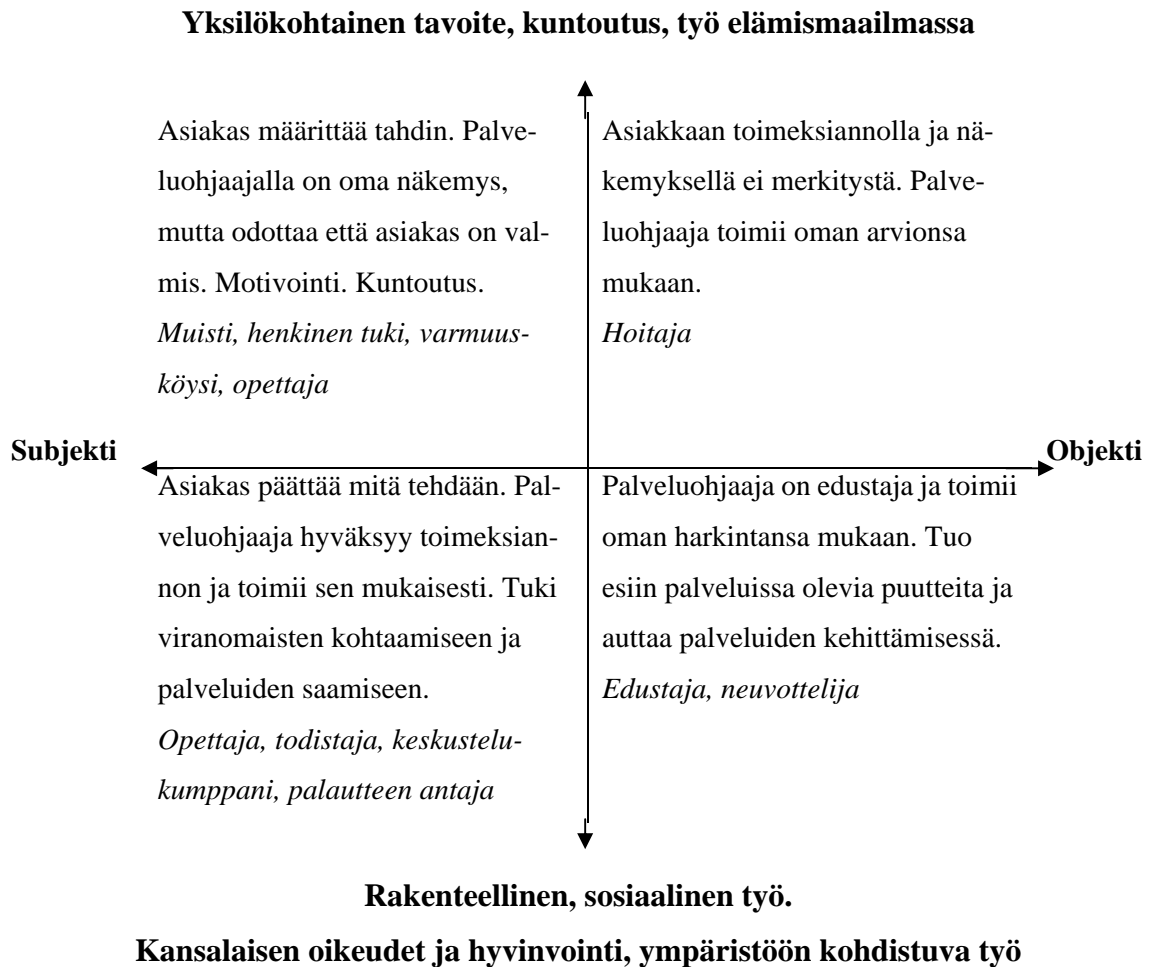 Yksilökohtainen tavoite, kuntoutus, työ elämismaailmassa
Asiakas määrittää tahdin. Palve-
luohjaajalla on oma näkemys,
mutta odottaa että asiakas on val-
mis. Motivointi. Kuntoutus.
Muisti, henkinen tuki, varmuus-
köysi, opettaja
Asiakkaan toimeksiannolla ja nä-
kemyksellä ei merkitystä. Palve-
luohjaaja toimii oman arvionsa
mukaan.
Hoitaja
Subjekti
Objekti
Asiakas päättää mitä tehdään. Pal-
veluohjaaja hyväksyy toimeksian-
non ja toimii sen mukaisesti. Tuki
viranomaisten kohtaamiseen ja
palveluiden saamiseen.
Opettaja, todistaja, keskustelu-
kumppani, palautteen antaja
Palveluohjaaja on edustaja ja toimii
oman harkintansa mukaan. Tuo
esiin palveluissa olevia puutteita ja
auttaa palveluiden kehittämisessä.
Edustaja, neuvottelija
Rakenteellinen, sosiaalinen työ.
Kansalaisen oikeudet ja hyvinvointi, ympäristöön kohdistuva työ